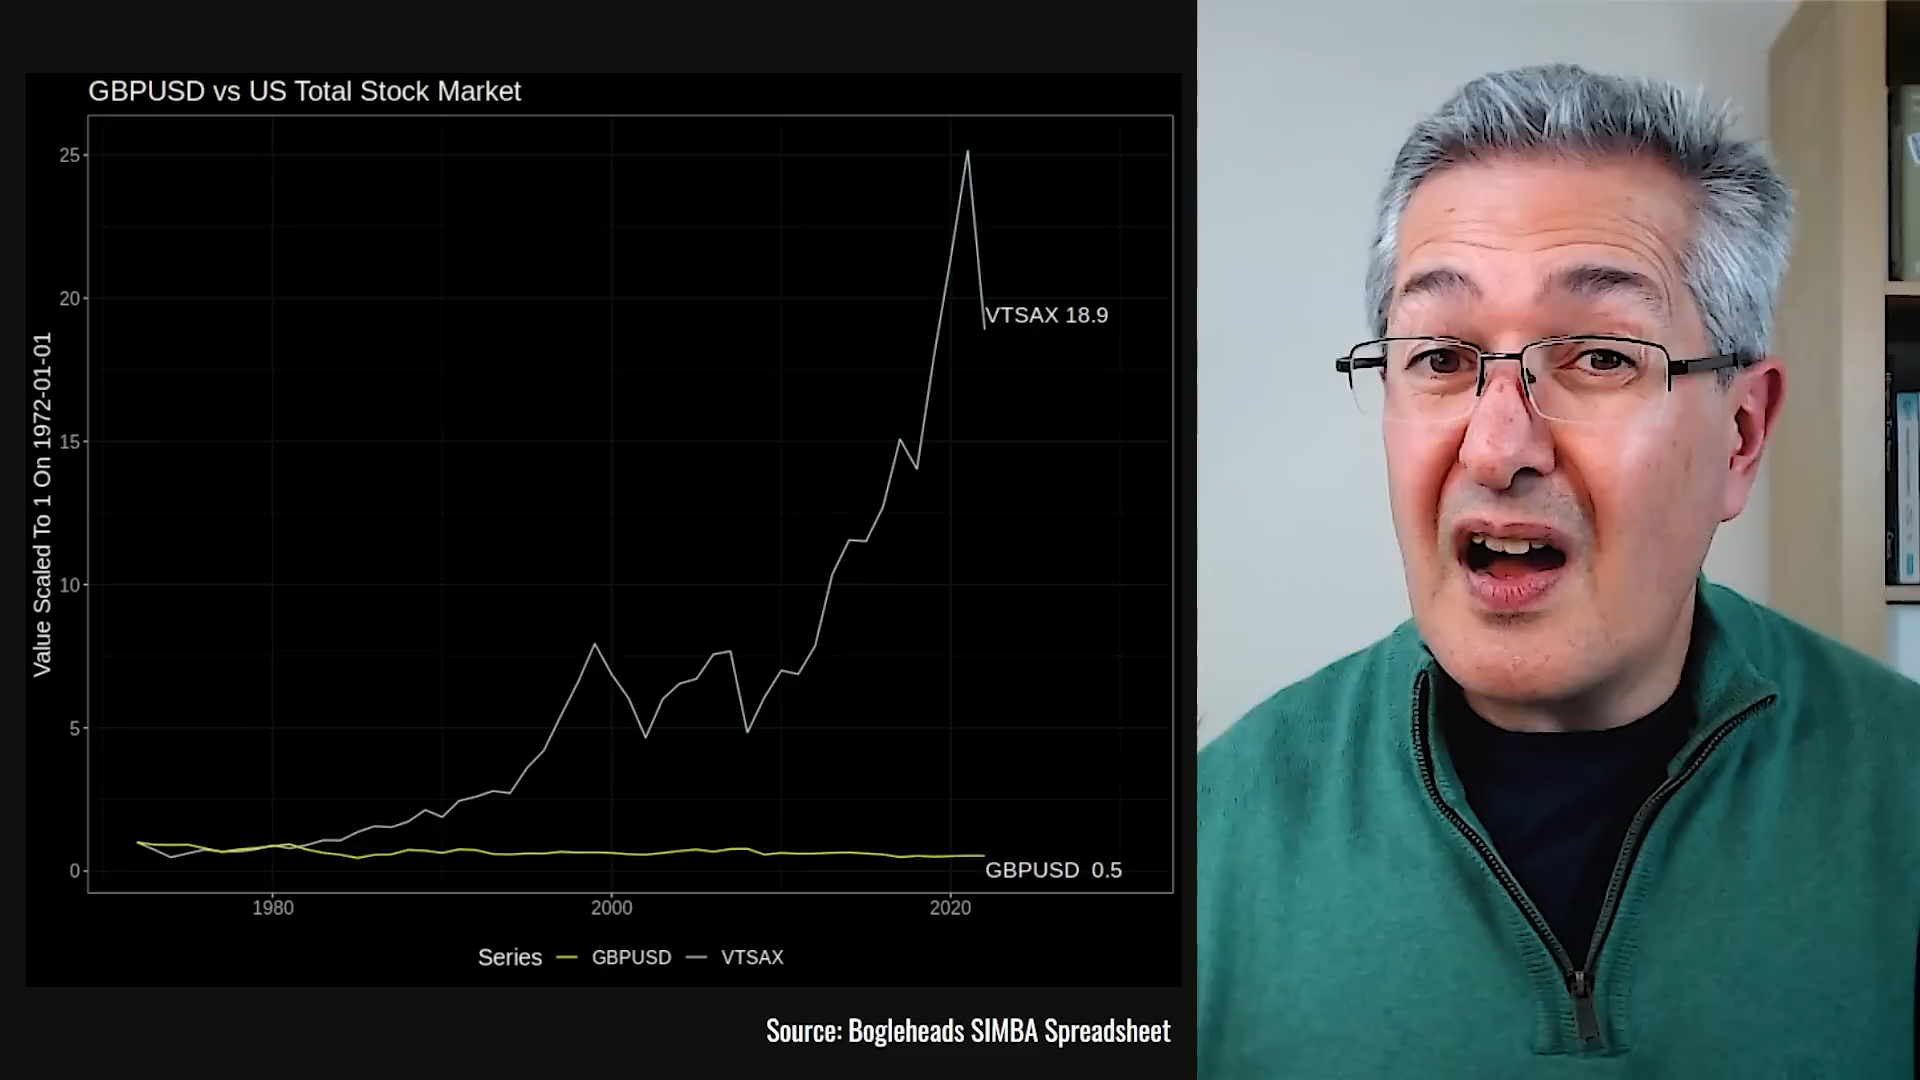 GBPUSD vs US Total Stock Market
Value Scaled To 1 On 1972-01-01
25
20
15
10
5
0
VTSAX 18.9
GBPUSD 0.5
1980
2000
2020
Series GBPUSD VTSAX
Source: Bogleheads SIMBA Spreadsheet